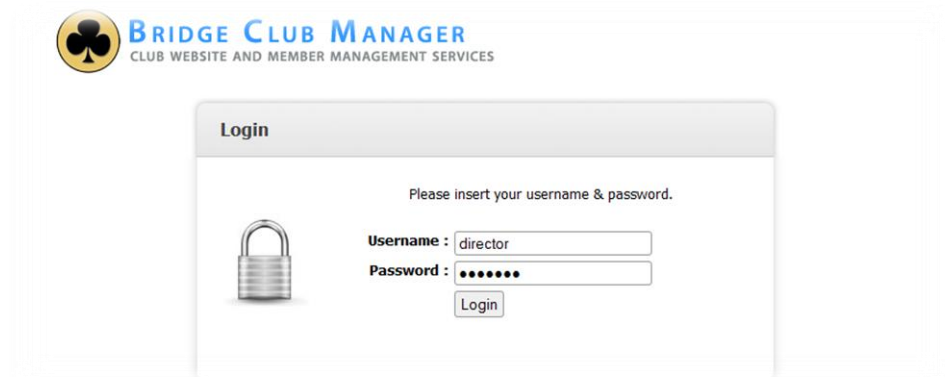 BRIDGE CLUB MANAGER
CLUB WEBSITE AND MEMBER MANAGEMENT SERVICES
Login
Please insert your username & password.
Username : director
Password : •••••••
Login